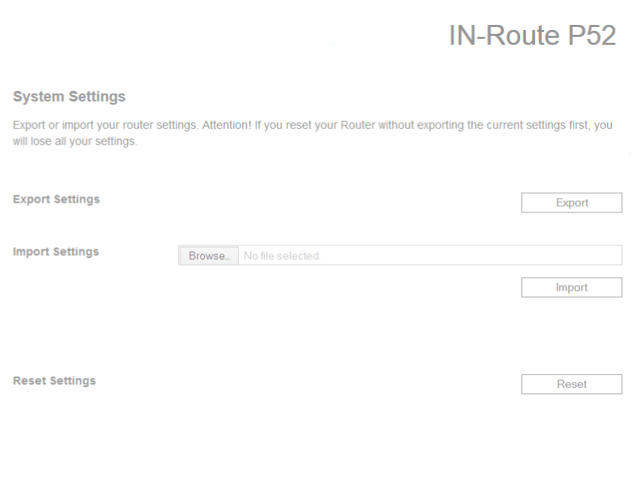 IN-Route P52
System Settings
Export or import your router settings. Attention! If you reset your Router without exporting the current settings first, you
will lose all your settings.
Export Settings
Export
Import Settings
Browse.. No file selected.
Import
Reset Settings
Reset